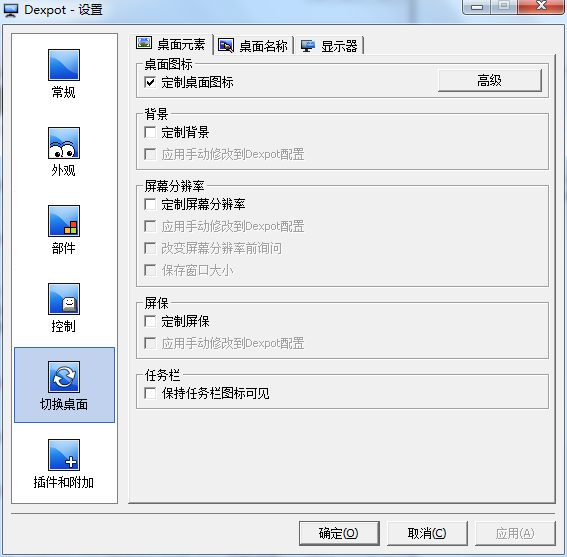 Dexpot - 设置
常规
外观
部件
控制
切换桌面
插件和附加
桌面元素
桌面名称
显示器
桌面图标
定制桌面图标
高级
背景
定制背景
应用手动修改到Dexpot配置
屏幕分辨率
定制屏幕分辨率
应用手动修改到Dexpot配置
改变屏幕分辨率前询问
保存窗口大小
屏保
定制屏保
应用手动修改到Dexpot配置
任务栏
保持任务栏图标可见
确定(O)
取消(C)
应用(A)